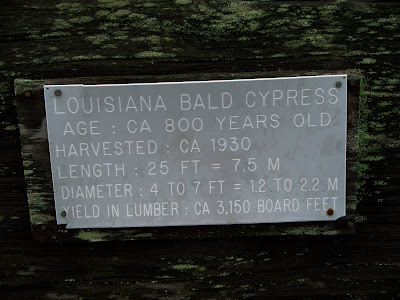 LOUISIANA BALD CYPRESS
AGE : CA 800 YEARS OLD
HARVESTED : CA 1930
LENGTH : 25 FT = 7.5 M
DIAMETER : 4 TO 7 FT = 1.2 TO 2.2 M
YIELD IN LUMBER : CA 3,150 BOARD FEET